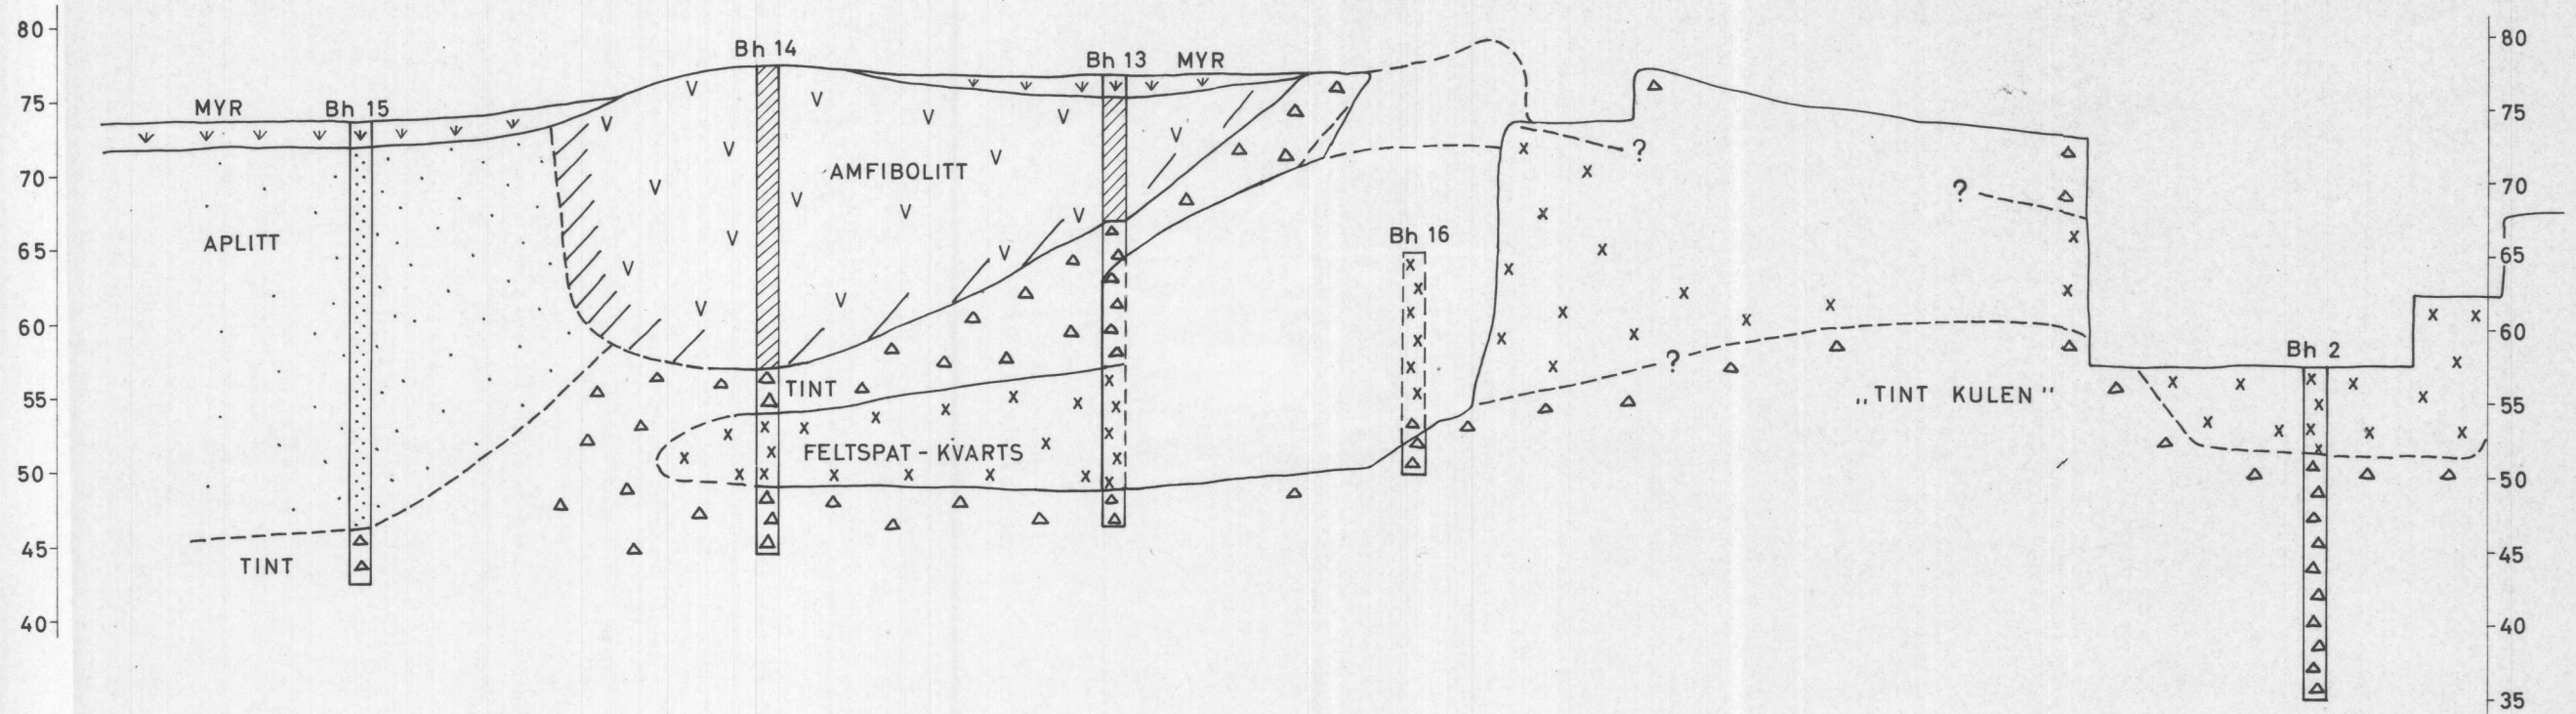 80
75
70
65
60
55
50
45
40
MYR
Bh 15
Bh 14
Bh 13
MYR
AMFIBOLITT
APLITT
TINT
FELTSPAT - KVARTS
TINT
Bh 16
?
?
?
„TINT KULEN”
Bh 2
80
75
70
65
60
55
50
45
40
35